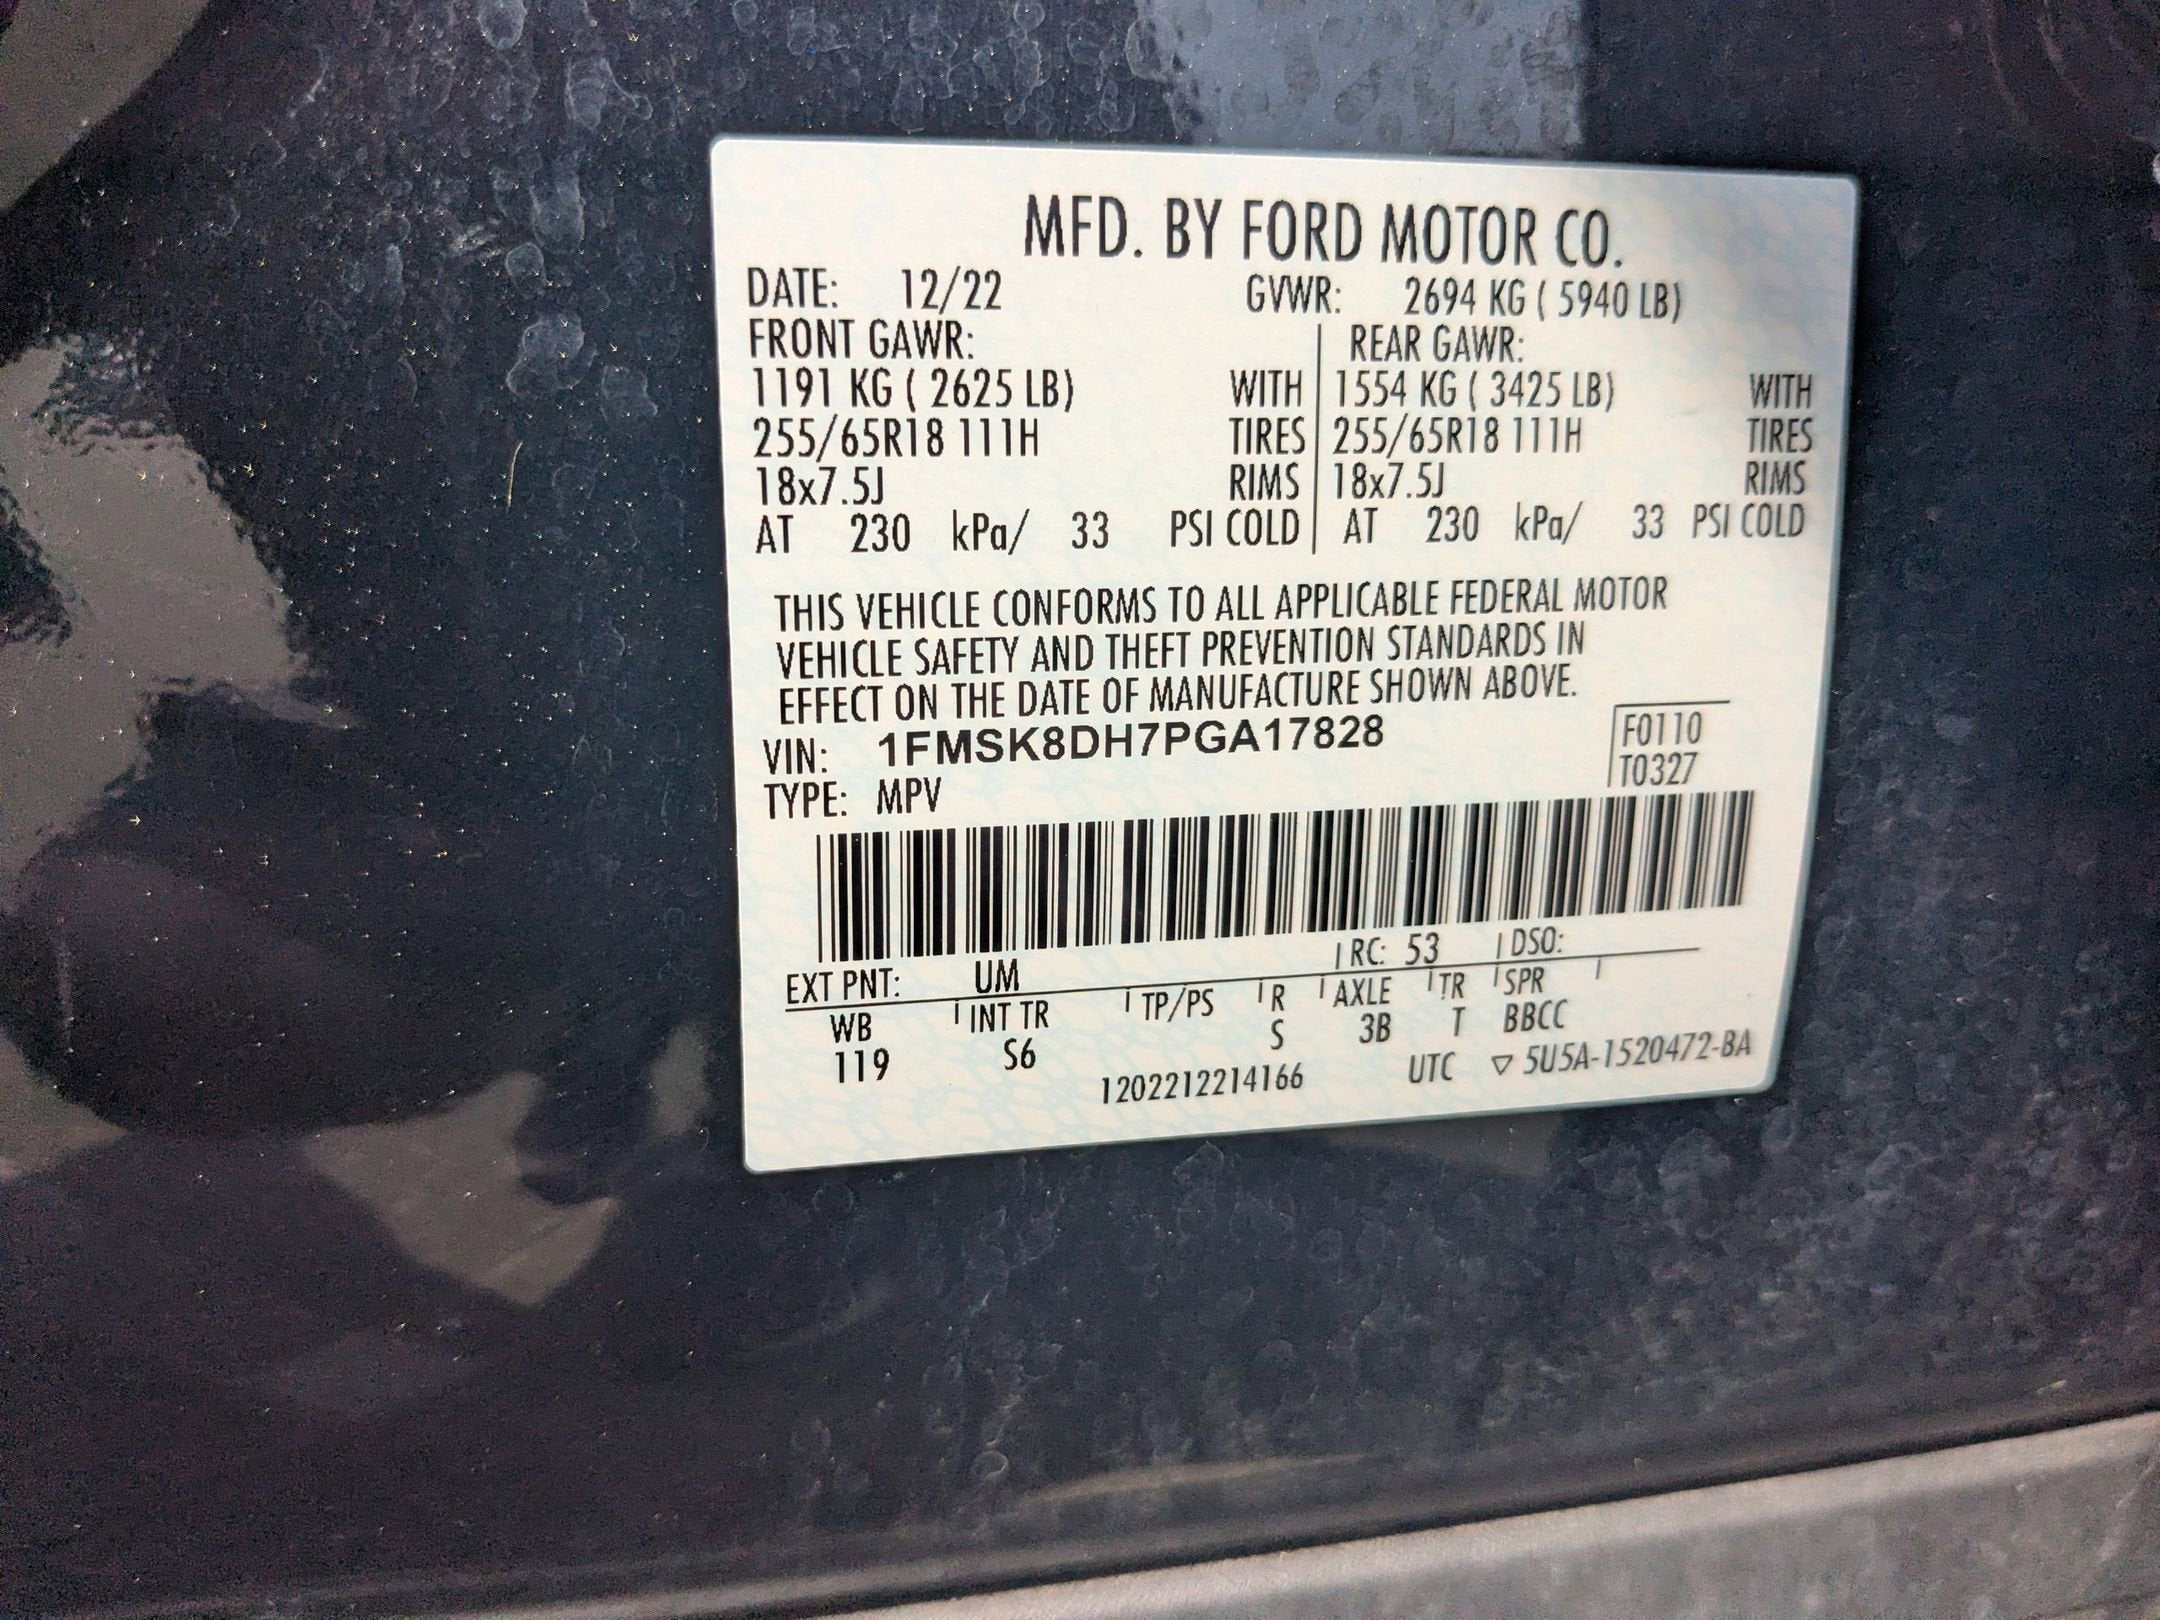 MFD. BY FORD MOTOR CO.
DATE: 12/22 GVWR: 2694 KG ( 5940 LB)
FRONT GAWR: REAR GAWR:
1191 KG ( 2625 LB) WITH 1554 KG ( 3425 LB) WITH
255/65R18 111H TIRES 255/65R18 111H TIRES
18x7.5J RIMS 18x7.5J RIMS
AT 230 kPa/ 33 PSI COLD AT 230 kPa/ 33 PSI COLD
THIS VEHICLE CONFORMS TO ALL APPLICABLE FEDERAL MOTOR
VEHICLE SAFETY AND THEFT PREVENTION STANDARDS IN
EFFECT ON THE DATE OF MANUFACTURE SHOWN ABOVE.
VIN: 1FMSK8DH7PGA17828 F0110
TYPE: MPV T0327
EXT PNT: UM RC: 53 DSO:
WB INT TR TP/PS R AXLE TR SPR
119 S6 S 3B T BBCC
1202212214166 UTC ▽ 5U5A-1520472-BA